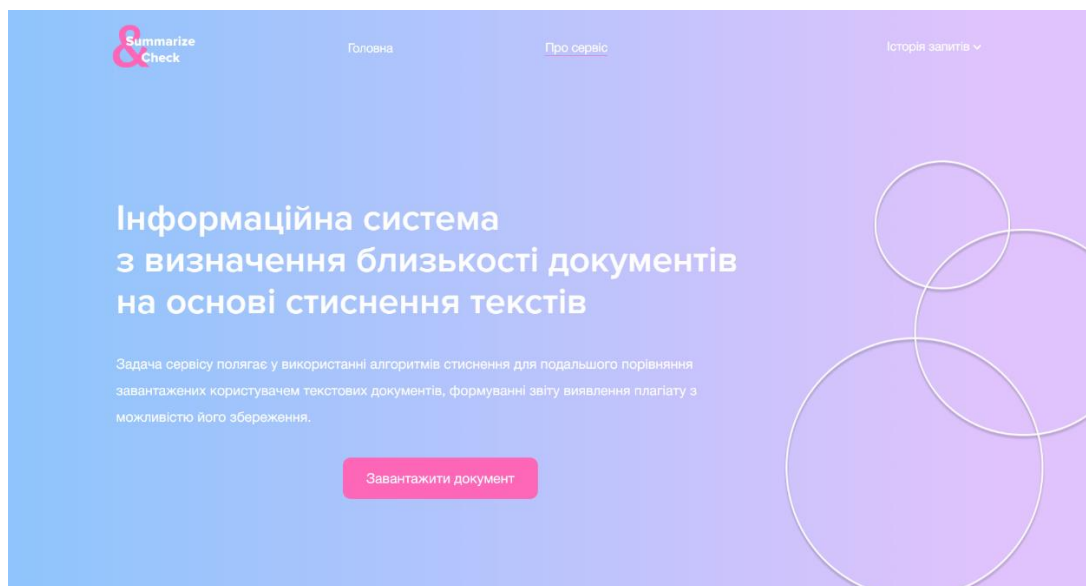 &
Summarize
Check
Головна
Про сервіс
Історія запитів
Інформаційна система
з визначення близькості документів
на основі стиснення текстів
Задача сервісу полягає у використанні алгоритмів стиснення для подальшого порівняння
завантажених користувачем текстових документів, формуванні звіту виявлення плагіату з
можливістю його збереження.
Завантажити документ